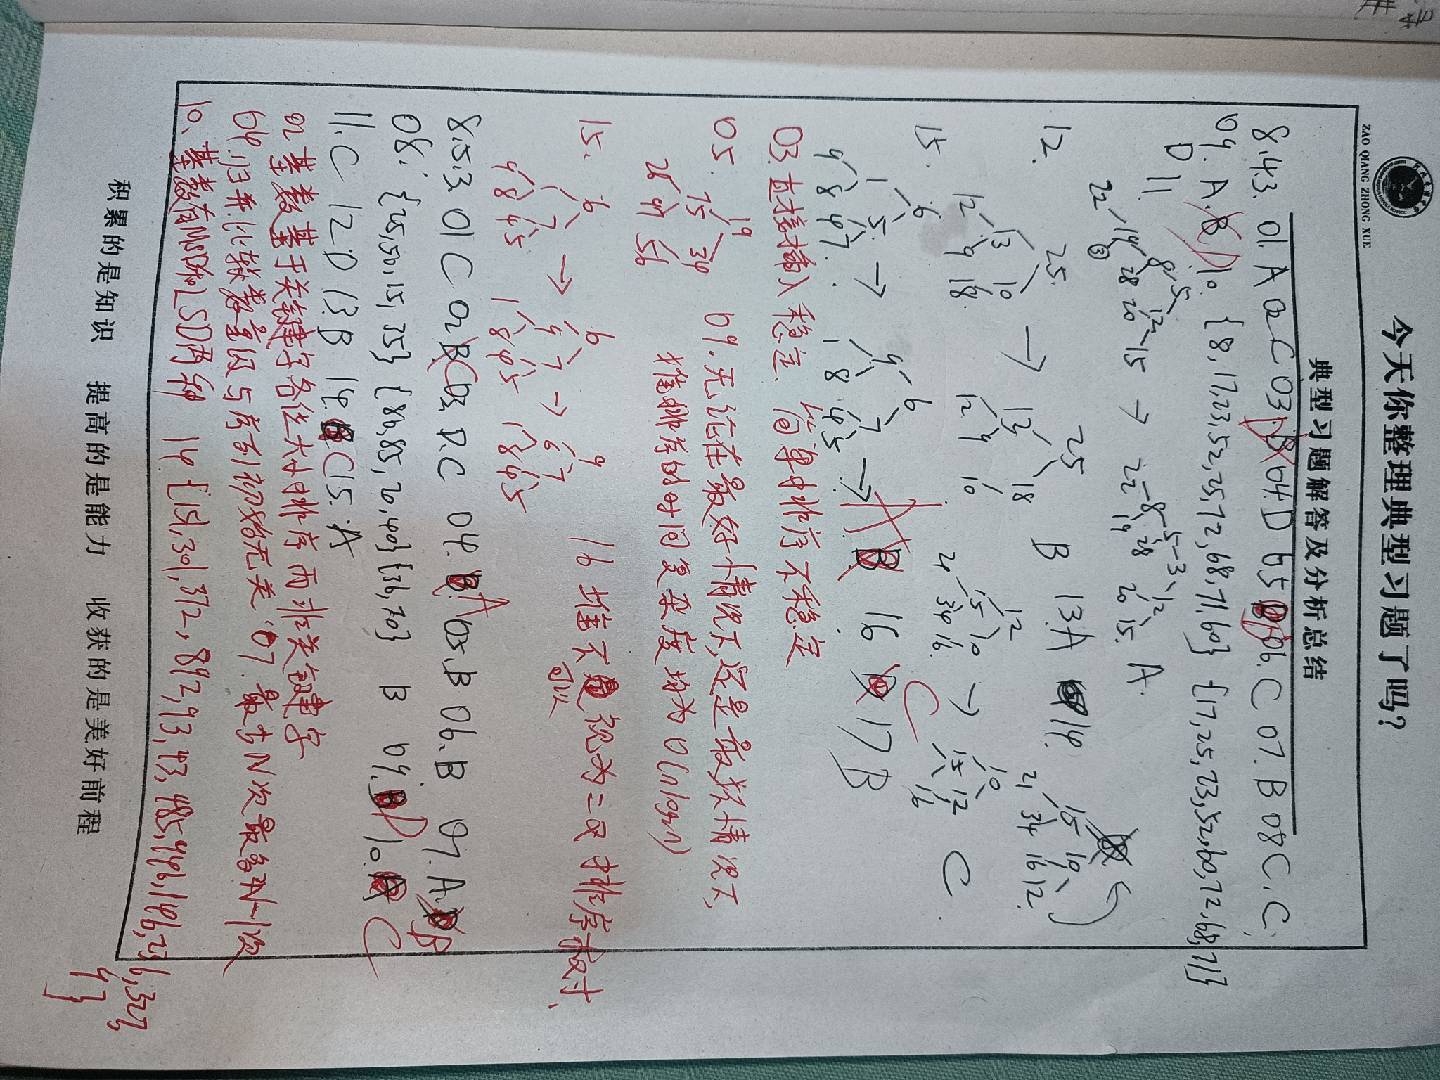 ZAO QIANG ZHONG XUE
今天你整理典型习题了吗?
典型习题解答及分析总结
8.4.3. 01. A 02 C 03 B D 04. D 05 B 06. C 07. B 08 C. C
09. A. B D 10. {8,17,23,52,25,72,68,71,60} {17,25,23,52,60,72,68,71}
D 11. 5 8 12 19 28 20 15 22 3 → 5 3 8 28 12 22 19 20 15 A.
12. 25 13 10 12 9 18 → 25 13 18 12 9 10 B 13.A 14. 15 10 21 34 16 12
12 15 10 21 34 16 → 10 15 12 16 C
15. 6 1 5 9 8 4 7 → 6 9 7 1 8 4 5 → A B 16 D C 17 B
03. 直接插入稳定. 简单排序不稳定
05. 19 34 56
09. 无论在最好情况下,还是最坏情况下,
堆排序的时间复杂度均为O(nlog2n)
15. 6 1 7 9 8 4 5 → 6 9 7 1 8 4 5 → 9 6 7 1 8 4 5
16 堆不可以视为二叉排序树、
8.5.3. 01 C 02 B C 03. D.C 04. B A 05. B 06. B 07. A. D B
08. {25,50,15,35} {80,85,20,40} {36,70} B 09. B D 10. A C
11. C 12 D 13. B 14. B C 15. A
02 基数基于关键字各位大小排序而非关键字
04. 归并比较数量级与序列初始无关 07. 最少N次最多2N-1次
10、基数有MSD和LSD两种 14 {151,301,372,892,93,43,485,946,146,236,327,
9}
积累的是知识 提高的是能力 收获的是美好前程